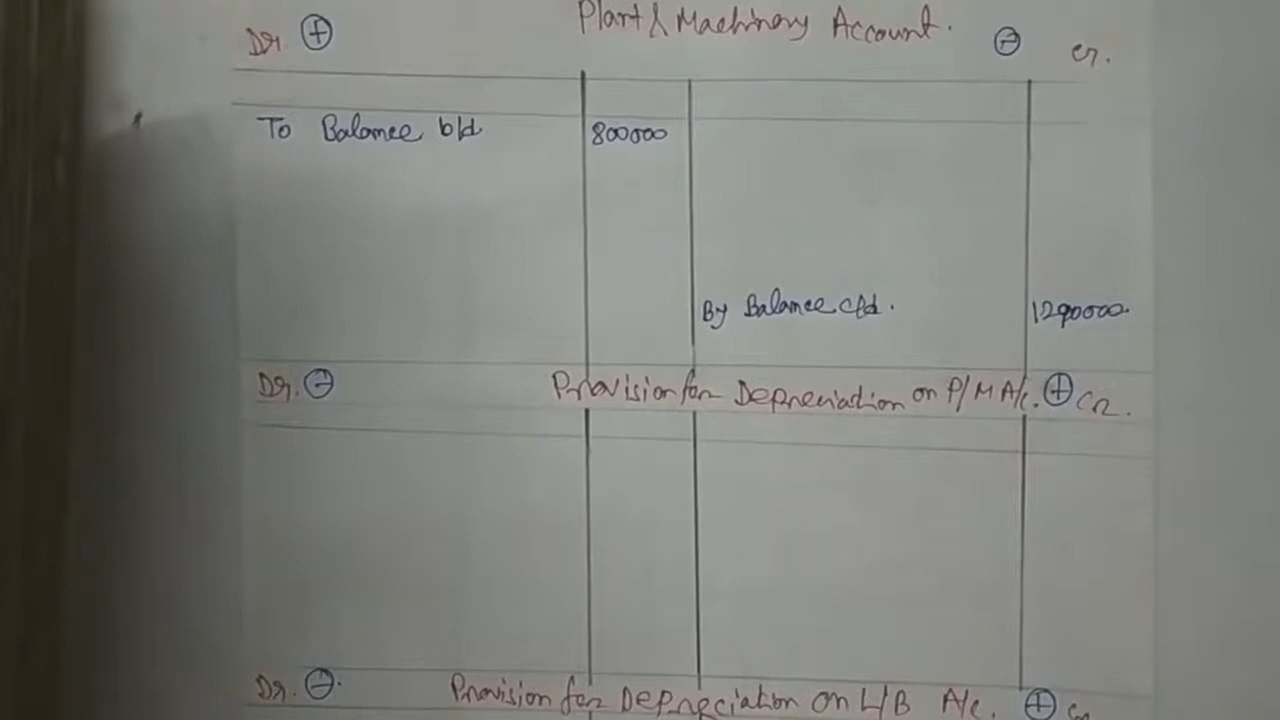 Plant & Machinery Account.
Dr. + - Cr.
To Balance b/d 800000
By Balance c/d. 1290000
Dr. - Provision for Depreciation on P/M A/c. + Cr.
Dr. - Provision for Depreciation on L/B A/c. + Cr